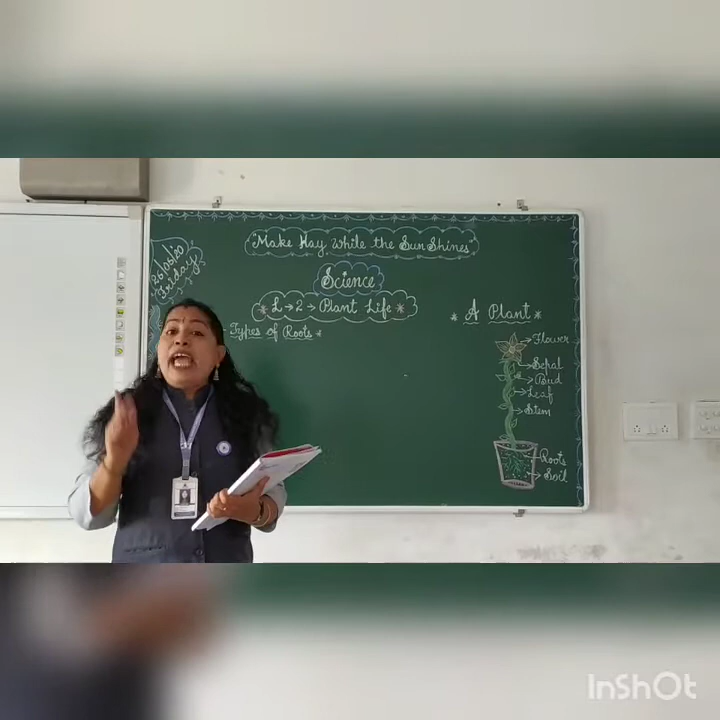 "Make Hay While the Sun Shines"
26/06/20
Friday
Science
* L→2→ Plant Life *
Types of Roots *
* A Plant *
Flower
Sepal
Bud
Leaf
Stem
Roots
Soil
InShOt